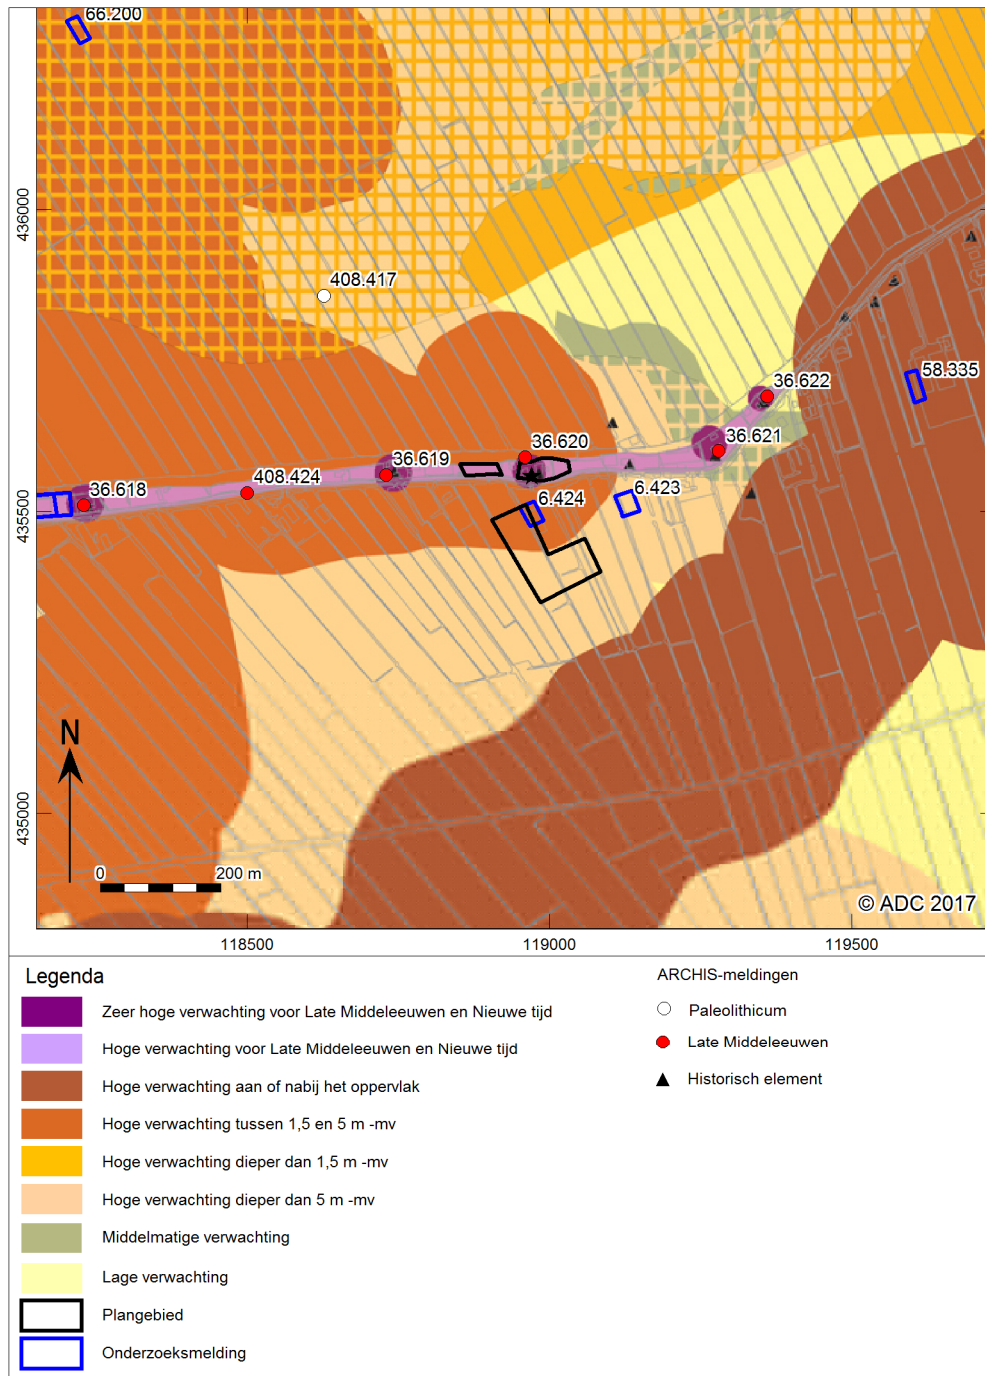 66.200
436000
408.417
58.335
36.622
36.621
36.620
36.619
408.424
36.618
6.424
6.423
435500
N
435000
0 200 m
© ADC 2017
118500 119000 119500
Legenda
Zeer hoge verwachting voor Late Middeleeuwen en Nieuwe tijd
Hoge verwachting voor Late Middeleeuwen en Nieuwe tijd
Hoge verwachting aan of nabij het oppervlak
Hoge verwachting tussen 1,5 en 5 m -mv
Hoge verwachting dieper dan 1,5 m -mv
Hoge verwachting dieper dan 5 m -mv
Middelmatige verwachting
Lage verwachting
Plangebied
Onderzoeksmelding
ARCHIS-meldingen
Paleolithicum
Late Middeleeuwen
Historisch element